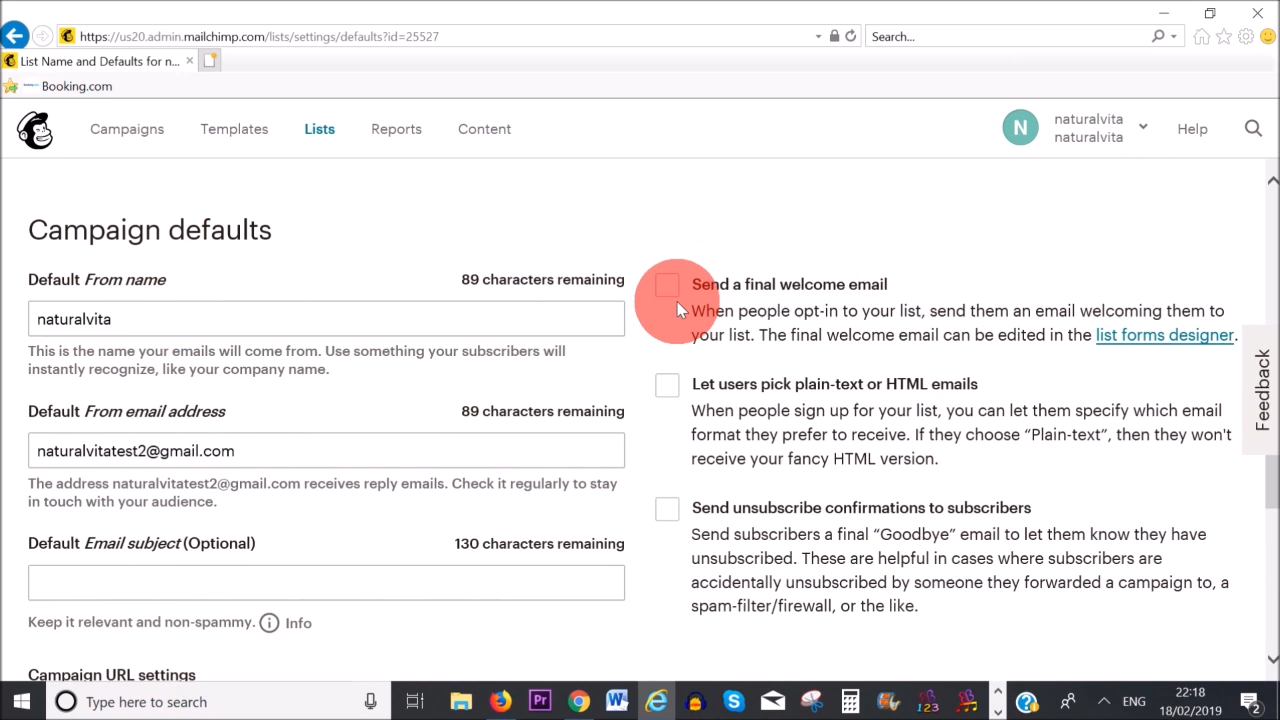 https://us20.admin.mailchimp.com/lists/settings/defaults?id=25527
Search...
List Name and Defaults for n...
Booking.com
Campaigns
Templates
Lists
Reports
Content
N
naturalvita
naturalvita
Help
Campaign defaults
Default From name
89 characters remaining
naturalvita
This is the name your emails will come from. Use something your subscribers will
instantly recognize, like your company name.
Default From email address
89 characters remaining
naturalvitatest2@gmail.com
The address naturalvitatest2@gmail.com receives reply emails. Check it regularly to stay
in touch with your audience.
Default Email subject (Optional)
130 characters remaining
Keep it relevant and non-spammy.
Info
Campaign URL settings
Send a final welcome email
When people opt-in to your list, send them an email welcoming them to
your list. The final welcome email can be edited in the list forms designer.
Let users pick plain-text or HTML emails
When people sign up for your list, you can let them specify which email
format they prefer to receive. If they choose “Plain-text”, then they won't
receive your fancy HTML version.
Send unsubscribe confirmations to subscribers
Send subscribers a final “Goodbye” email to let them know they have
unsubscribed. These are helpful in cases where subscribers are
accidentally unsubscribed by someone they forwarded a campaign to, a
spam-filter/firewall, or the like.
Feedback
Type here to search
Pr
W
123
ENG
22:18
18/02/2019
2